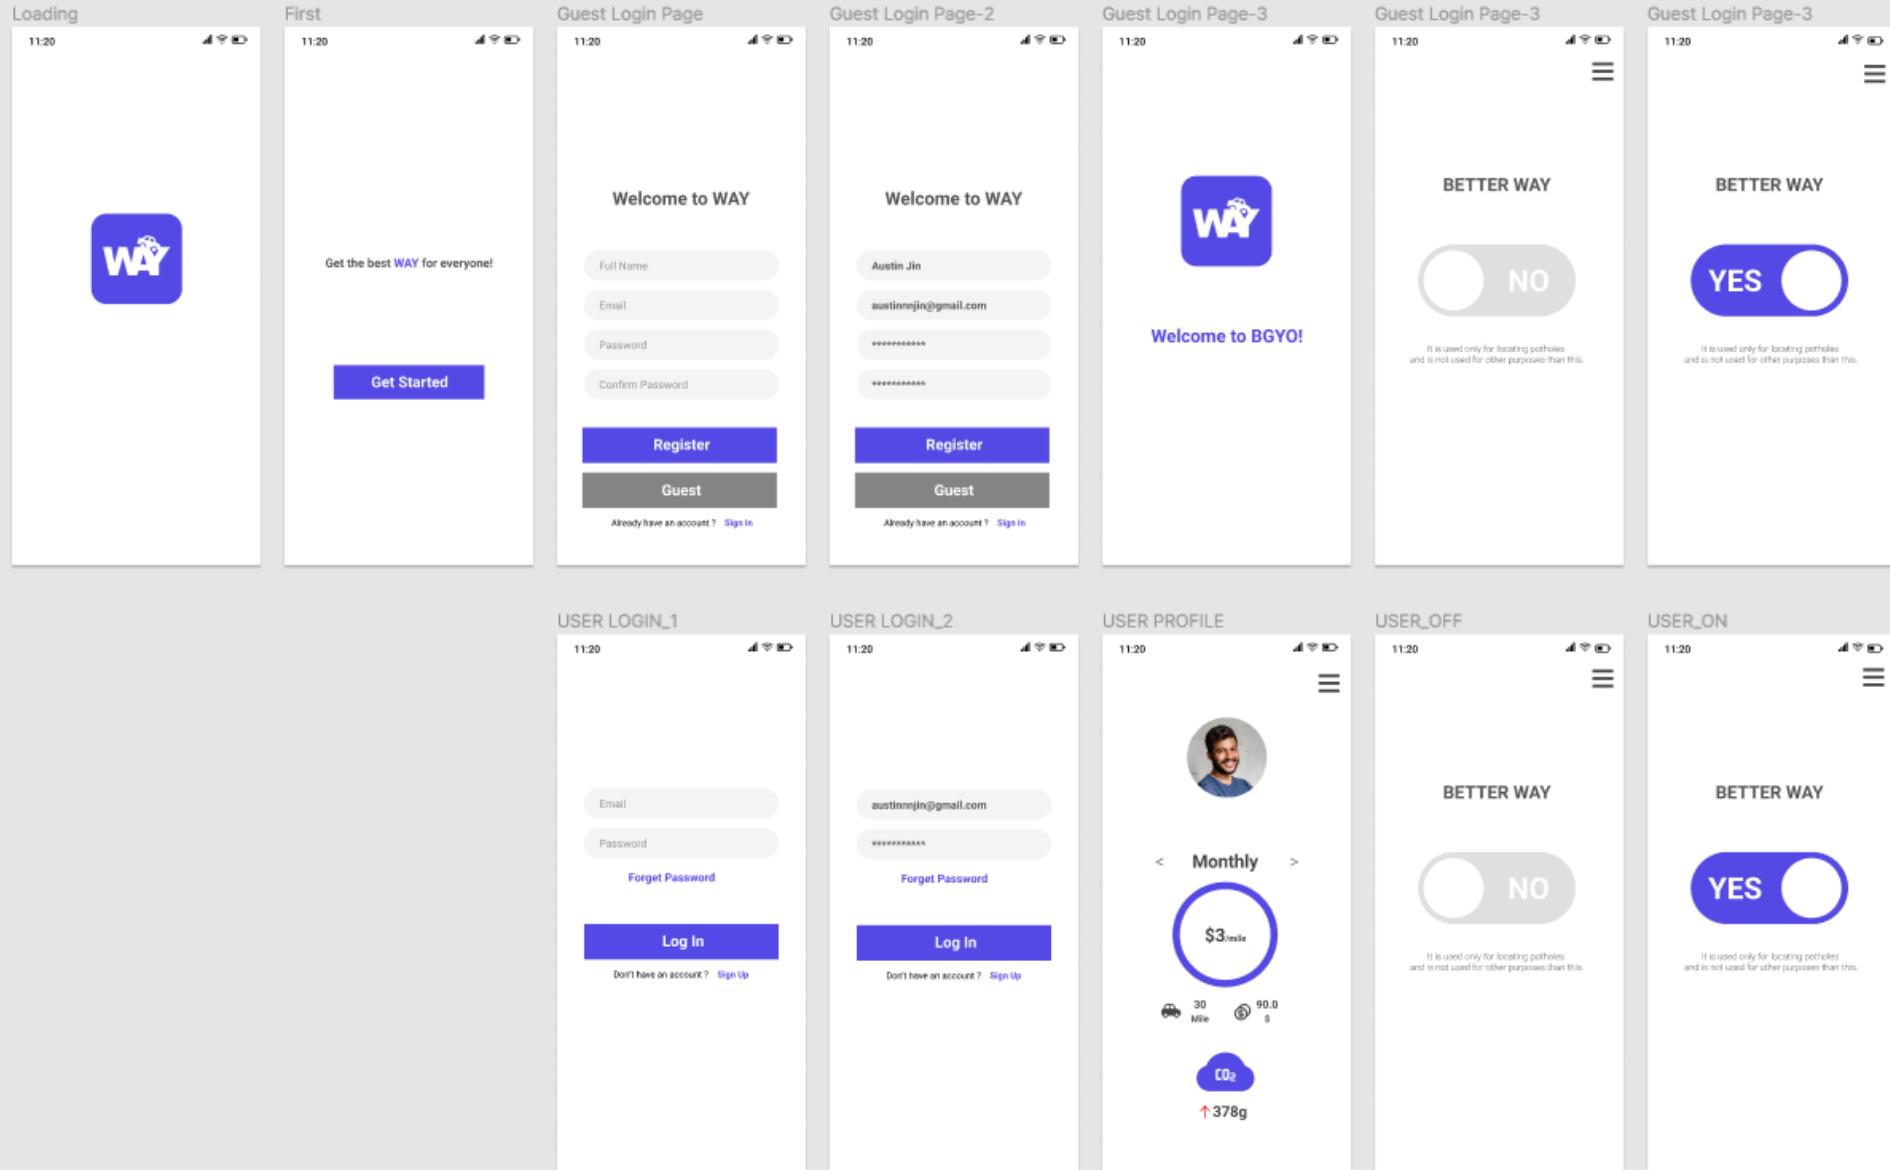 Loading
11:20
WAY
First
11:20
Get the best WAY for everyone!
Get Started
Guest Login Page
11:20
Welcome to WAY
Full Name
Email
Password
Confirm Password
Register
Guest
Already have an account ? Sign In
Guest Login Page-2
11:20
Welcome to WAY
Austin Jin
austinnnjin@gmail.com
***********
***********
Register
Guest
Already have an account ? Sign In
Guest Login Page-3
11:20
WAY
Welcome to BGYO!
Guest Login Page-3
11:20
BETTER WAY
NO
It is used only for locating potholes
and is not used for other purposes than this.
Guest Login Page-3
11:20
BETTER WAY
YES
It is used only for locating potholes
and is not used for other purposes than this.
USER LOGIN_1
11:20
Email
Password
Forget Password
Log In
Don't have an account ? Sign Up
USER LOGIN_2
11:20
austinnnjin@gmail.com
***********
Forget Password
Log In
Don't have an account ? Sign Up
USER PROFILE
11:20
< Monthly >
$3/mile
30
Mile
90.0
$
CO2
↑378g
USER_OFF
11:20
BETTER WAY
NO
It is used only for locating potholes
and is not used for other purposes than this.
USER_ON
11:20
BETTER WAY
YES
It is used only for locating potholes
and is not used for other purposes than this.